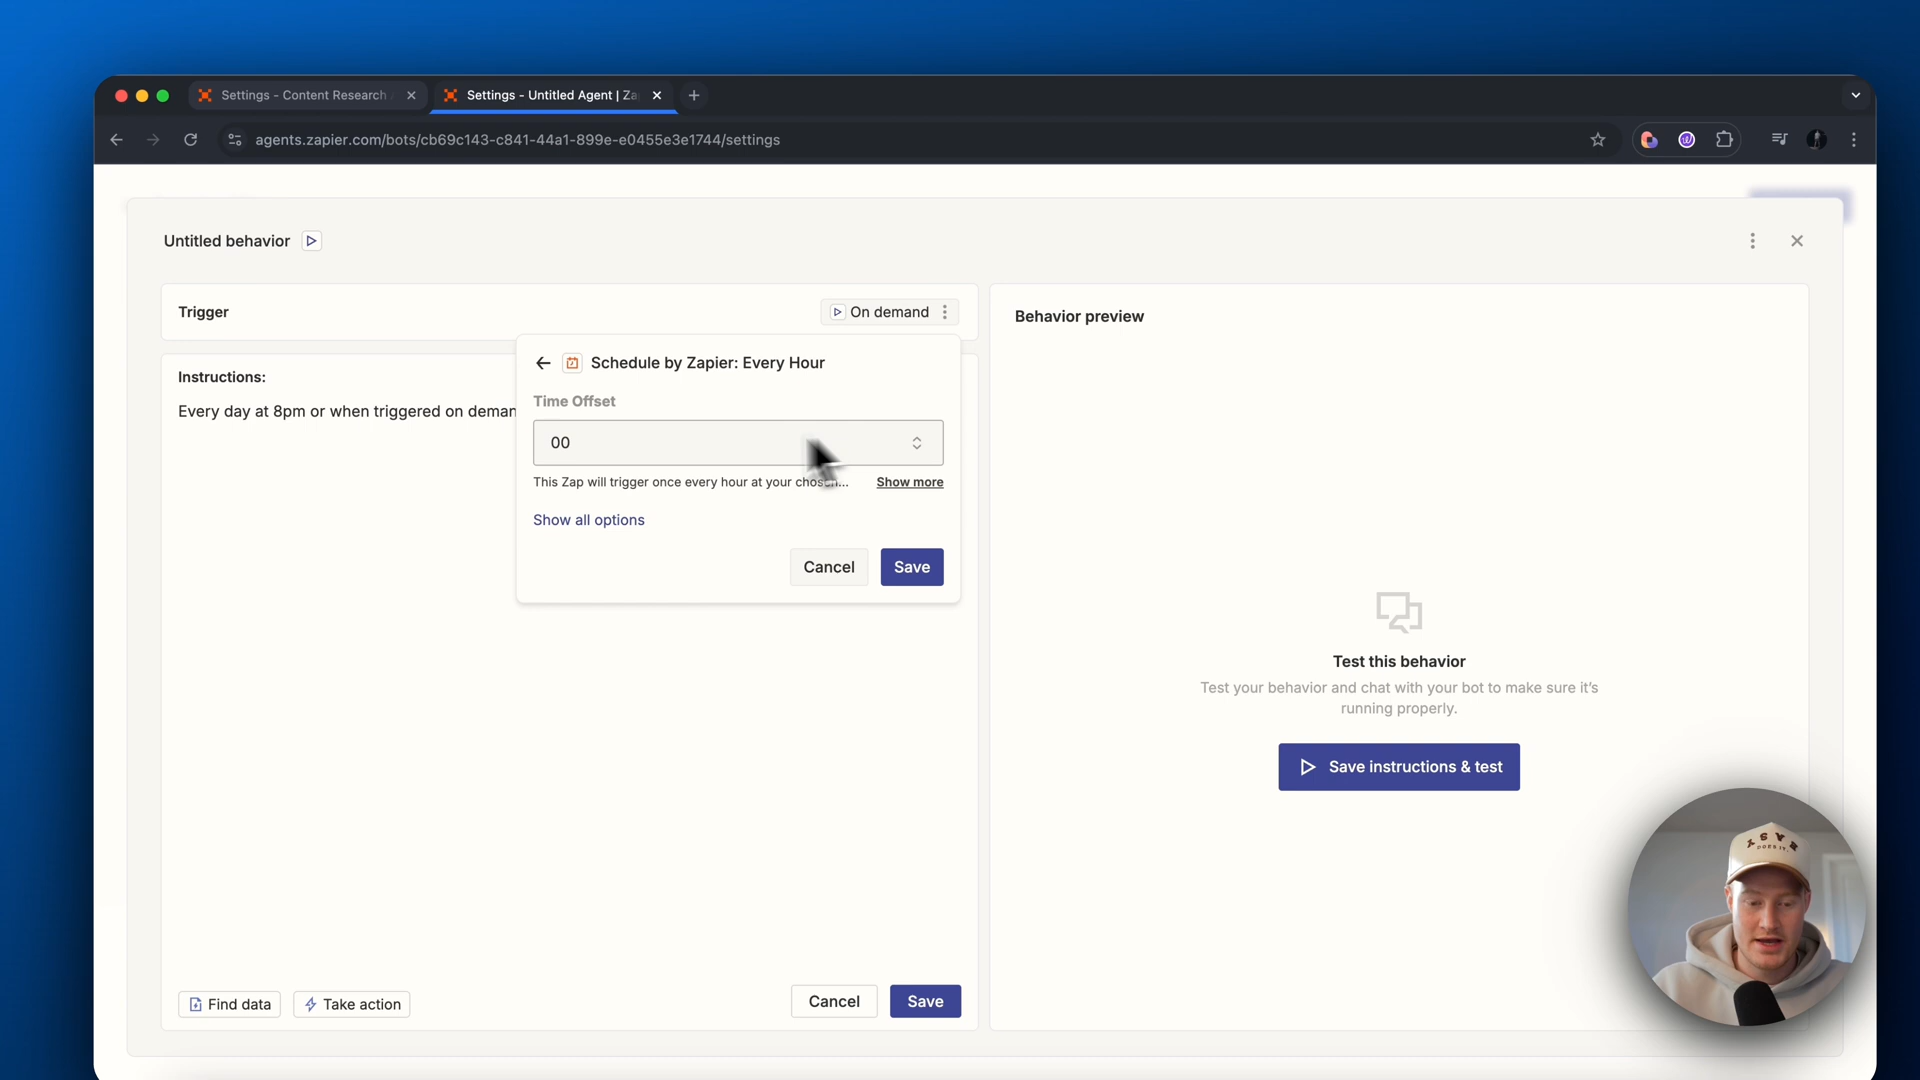 Settings - Content Research
Settings - Untitled Agent | Za
agents.zapier.com/bots/cb69c143-c841-44a1-899e-e0455e3e1744/settings
Untitled behavior
Trigger
On demand
Behavior preview
Schedule by Zapier: Every Hour
Instructions:
Time Offset
Every day at 8pm or when triggered on deman
00
This Zap will trigger once every hour at your chosen...
Show more
Show all options
Cancel
Save
Test this behavior
Test your behavior and chat with your bot to make sure it's
running properly.
Save instructions & test
Find data
Take action
Cancel
Save
DOES IT.